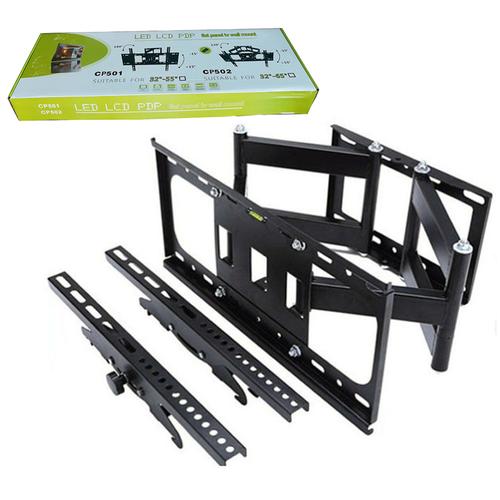 LED LCD PDP flat panel tv wall mount
CP501
SUITABLE FOR 32"-55"
CP502
SUITABLE FOR 32"-65"
CP501
CP502
LED LCD PDP flat panel tv wall mount